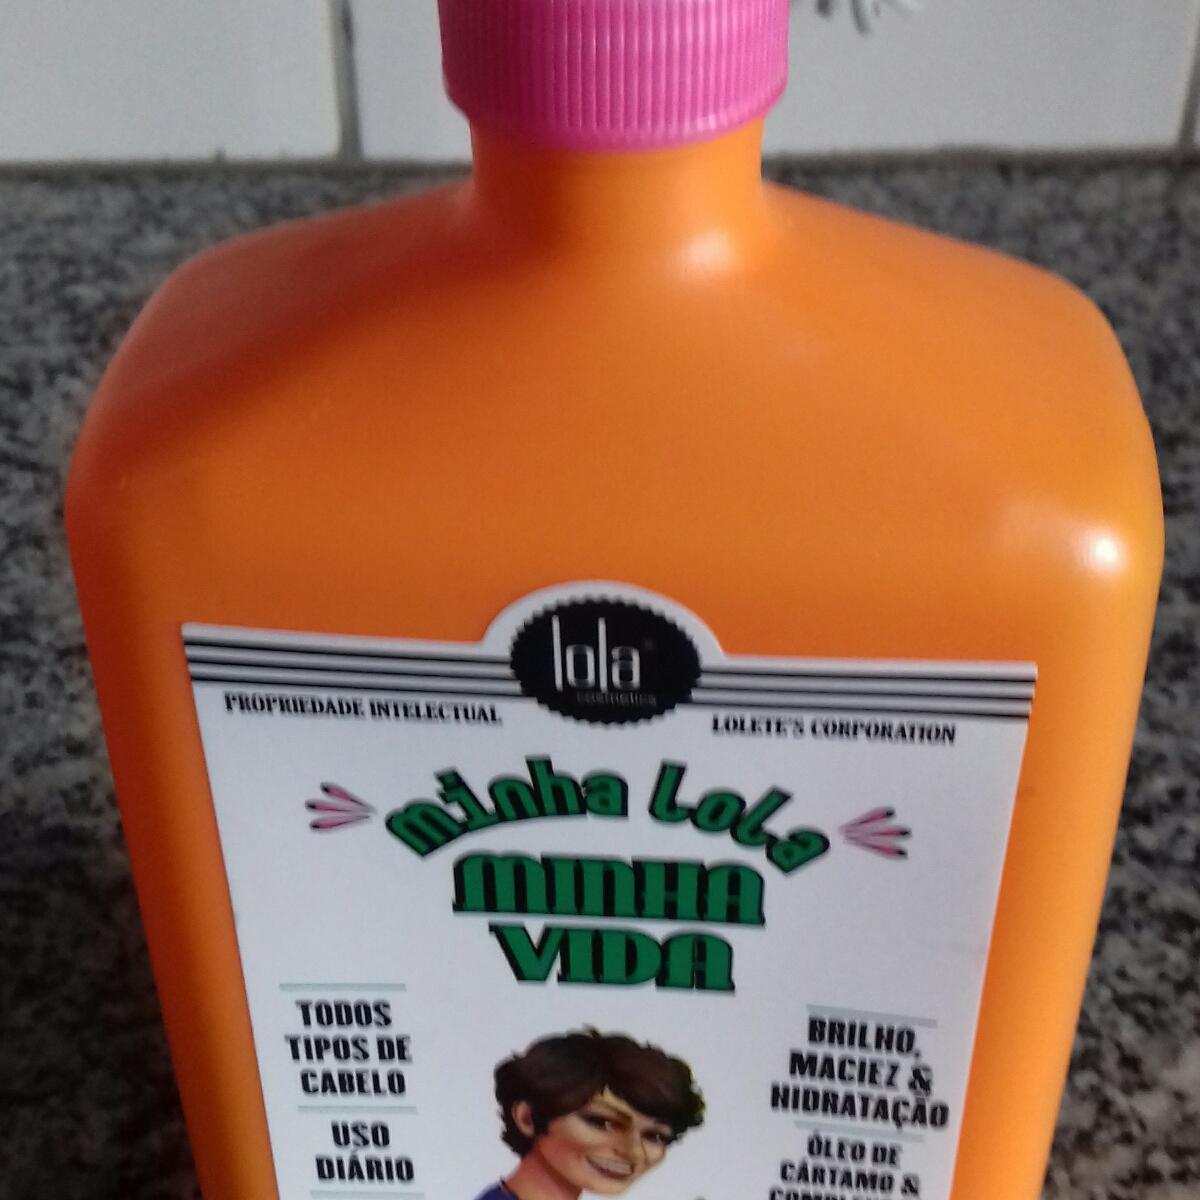 lola
cosmetics
PROPRIEDADE INTELECTUAL
LOLETE'S CORPORATION
minha lola
MINHA
VIDA
TODOS
TIPOS DE
CABELO
USO
DIÁRIO
BRILHO,
MACIEZ &
HIDRATAÇÃO
ÓLEO DE
CÁRTAMO &